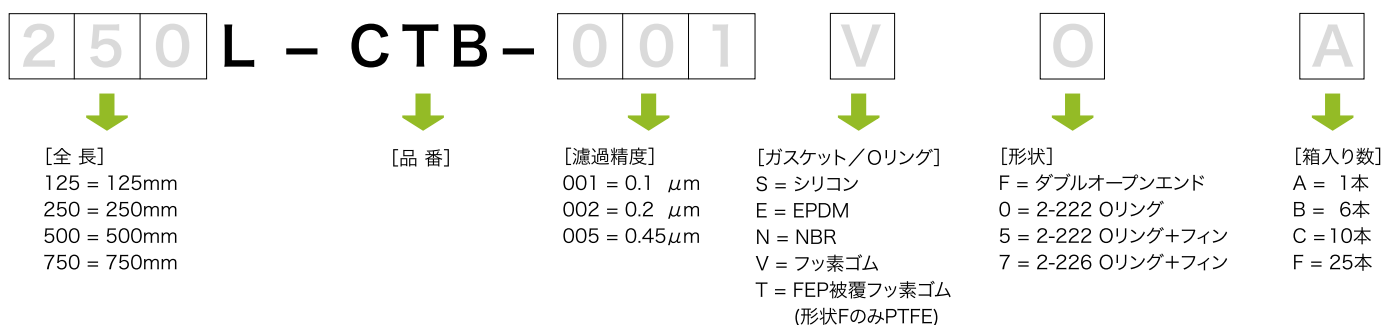 250L－CTB－001 V O A
［全 長］
125 = 125mm
250 = 250mm
500 = 500mm
750 = 750mm
［品 番］
［濾過精度］
001 = 0.1 μm
002 = 0.2 μm
005 = 0.45μm
［ガスケット／Oリング］
S = シリコン
E = EPDM
N = NBR
V = フッ素ゴム
T = FEP被覆フッ素ゴム
(形状FのみPTFE)
［形状］
F = ダブルオープンエンド
0 = 2-222 Oリング
5 = 2-222 Oリング＋フィン
7 = 2-226 Oリング＋フィン
［箱入り数］
A = 1本
B = 6本
C =10本
F = 25本